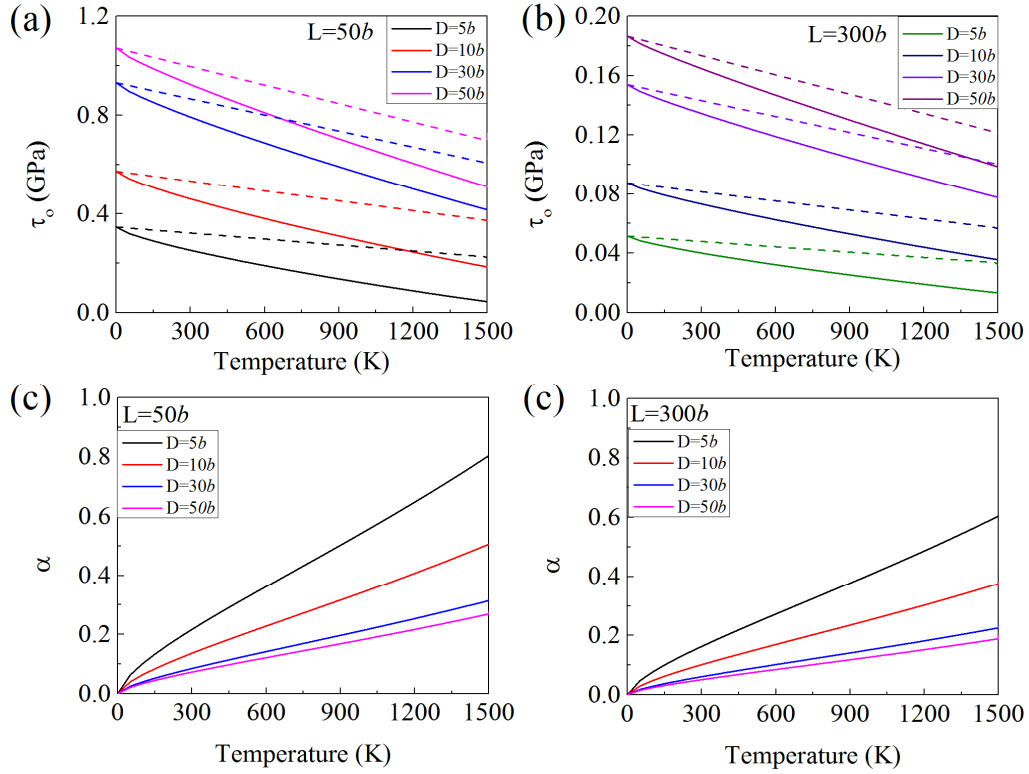 (a)
L=50b
D=5b
D=10b
D=30b
D=50b
1.2
0.8
0.4
0.0
τo (GPa)
0 300 600 900 1200 1500
Temperature (K)
(b)
L=300b
D=5b
D=10b
D=30b
D=50b
0.20
0.16
0.12
0.08
0.04
0.00
τo (GPa)
0 300 600 900 1200 1500
Temperature (K)
(c)
L=50b
D=5b
D=10b
D=30b
D=50b
1.0
0.8
0.6
0.4
0.2
0.0
α
0 300 600 900 1200 1500
Temperature (K)
(c)
L=300b
D=5b
D=10b
D=30b
D=50b
1.0
0.8
0.6
0.4
0.2
0.0
α
0 300 600 900 1200 1500
Temperature (K)